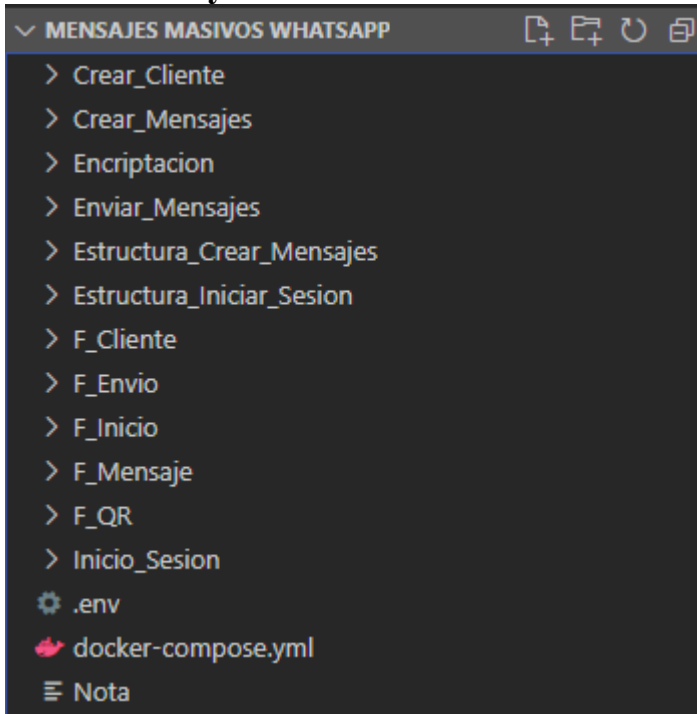 MENSAJES MASIVOS WHATSAPP
Crear_Cliente
Crear_Mensajes
Encriptacion
Enviar_Mensajes
Estructura_Crear_Mensajes
Estructura_Iniciar_Sesion
F_Cliente
F_Envio
F_Inicio
F_Mensaje
F_QR
Inicio_Sesion
.env
docker-compose.yml
Nota